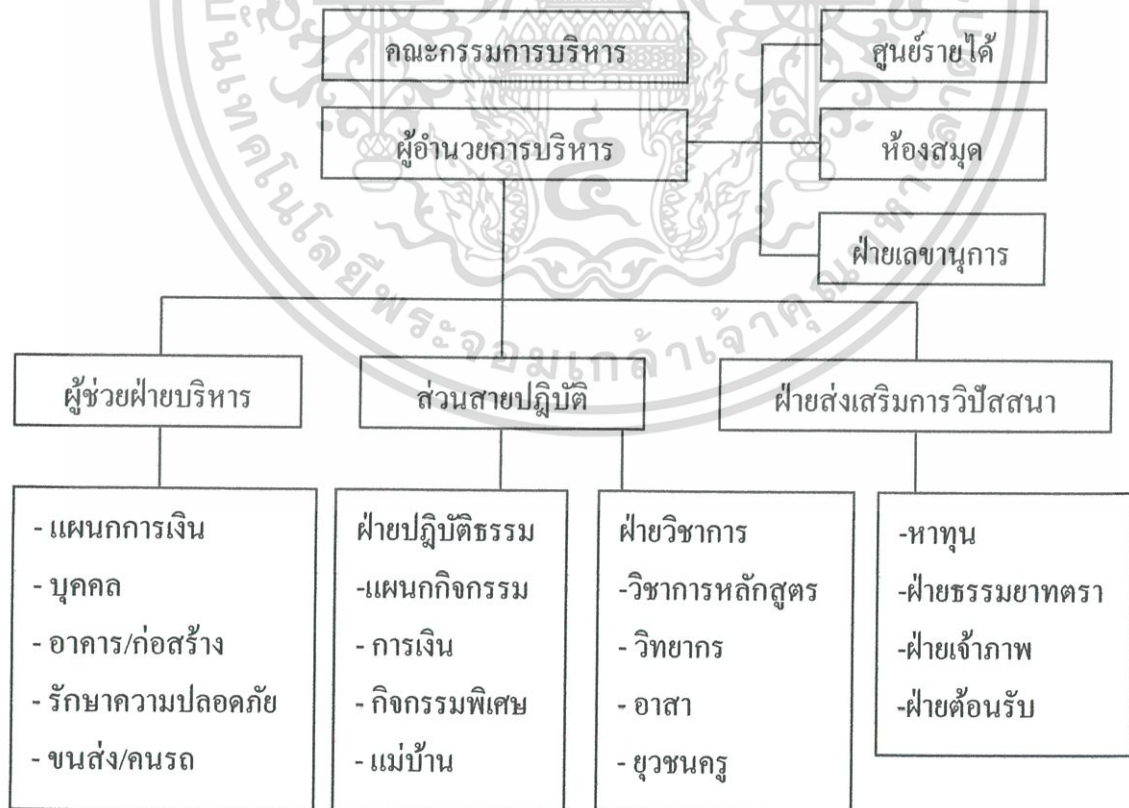 คณะกรรมการบริหาร
ศูนย์รายได้
ผู้อำนวยการบริหาร
ห้องสมุด
ฝ่ายเลขานุการ
ผู้ช่วยฝ่ายบริหาร
ส่วนสายปฎิบัติ
ฝ่ายส่งเสริมการวิปัสสนา
- แผนกการเงิน
- บุคคล
- อาคาร/ก่อสร้าง
- รักษาความปลอดภัย
- ขนส่ง/คนรถ
ฝ่ายปฎิบัติธรรม
-แผนกกิจกรรม
- การเงิน
- กิจกรรมพิเศษ
- แม่บ้าน
ฝ่ายวิชาการ
-วิชาการหลักสูตร
- วิทยากร
- อาสา
- ยุวชนครู
-หาทุน
-ฝ่ายธรรมยาทตรา
-ฝ่ายเจ้าภาพ
-ฝ่ายต้อนรับ